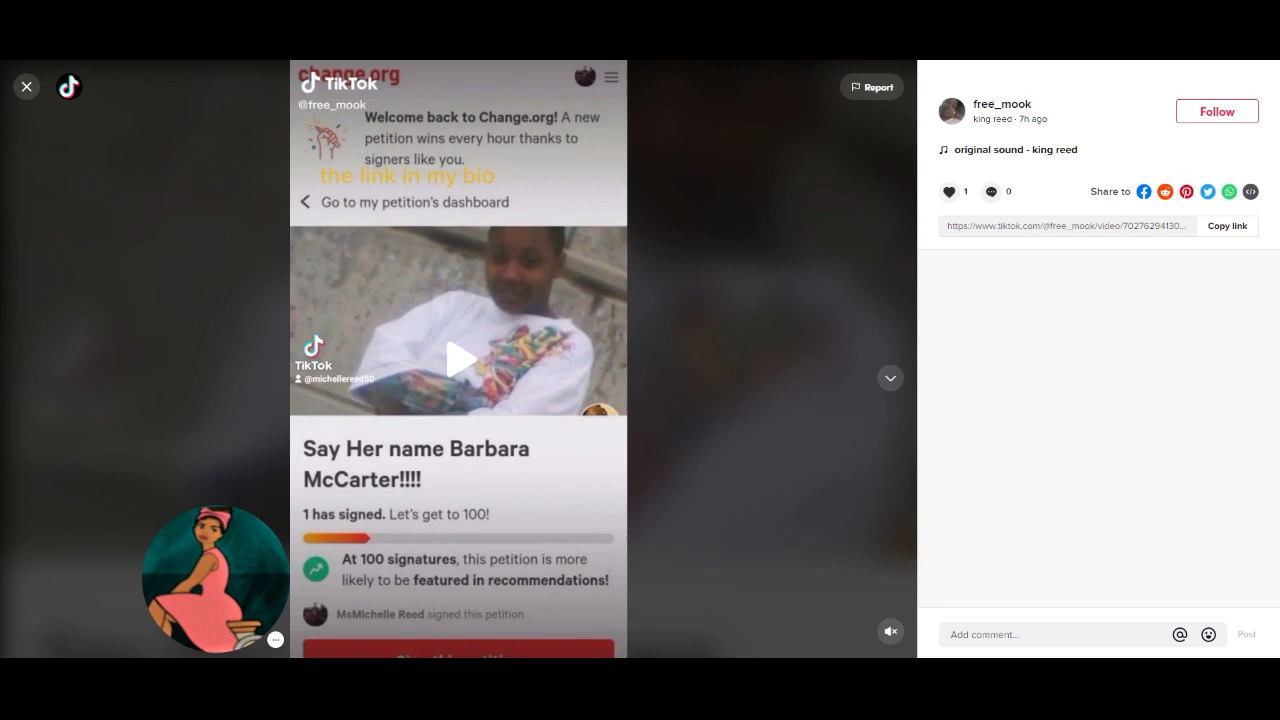 Report
change.org
TikTok
@free_mook
Welcome back to Change.org! A new
petition wins every hour thanks to
signers like you.
the link in my bio
Go to my petition's dashboard
TikTok
@michellereed50
Say Her name Barbara
McCarter!!!!
1 has signed. Let's get to 100!
At 100 signatures, this petition is more
likely to be featured in recommendations!
MsMichelle Reed signed this petition
free_mook
king reed · 7h ago
Follow
original sound - king reed
1
0
Share to
https://www.tiktok.com/@free_mook/video/70276294130...
Copy link
Add comment...
Post